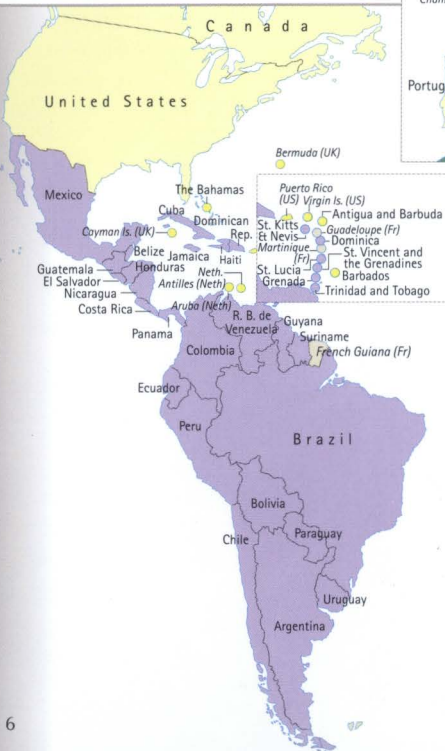 Chann
Canada
Portug
United States
Bermuda (UK)
Mexico
The Bahamas
Cuba
Cayman Is. (UK)
Dominican
Rep.
Belize
Jamaica
Haiti
Guatemala
Honduras
El Salvador
Nicaragua
Costa Rica
Panama
Neth.
Antilles (Neth)
Aruba (Neth)
Puerto Rico
(US)
Virgin Is. (US)
Antigua and Barbuda
St. Kitts
& Nevis
Guadeloupe (Fr)
Martinique
(Fr)
Dominica
St. Vincent and
the Grenadines
St. Lucia
Barbados
Grenada
Trinidad and Tobago
R. B. de
Venezuela
Guyana
Suriname
French Guiana (Fr)
Colombia
Ecuador
Peru
Brazil
Bolivia
Paraguay
Chile
Uruguay
Argentina
6